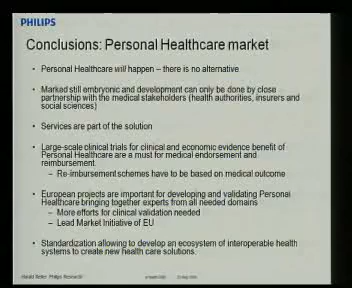 PHILIPS
Conclusions: Personal Healthcare market
• Personal Healthcare will happen – there is no alternative
• Marked still embryonic and development can only be done by close
partnership with the medical stakeholders (health authorities, insurers and
social sciences)
• Services are part of the solution
• Large-scale clinical trials for clinical and economic evidence benefit of
Personal Healthcare are a must for medical endorsement and
reimbursement
– Re-imbursement schemes have to be based on medical outcome
• European projects are important for developing and validating Personal
Healthcare bringing together experts from all needed domains
– More efforts for clinical validation needed
– Lead Market Initiative of EU
• Standardization allowing to develop an ecosystem of interoperable health
systems to create new health care solutions.
Philips Research